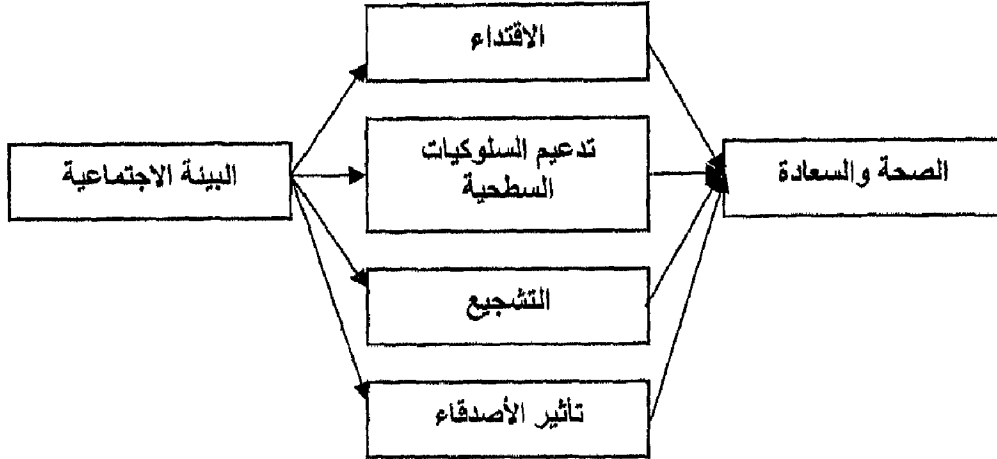 الاقتداء
تدعيم السلوكيات
السطحية
البيئة الاجتماعية
الصحة والسعادة
التشجيع
تأثير الأصدقاء